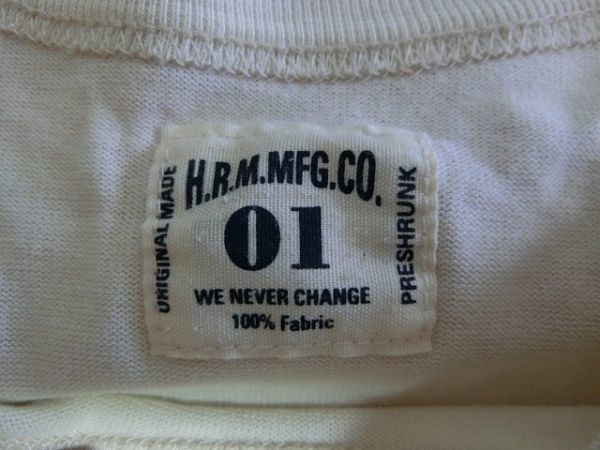 H.R.M.MFG.CO.
ORIGINAL MADE
01
PRESHRUNK
WE NEVER CHANGE
100% Fabric